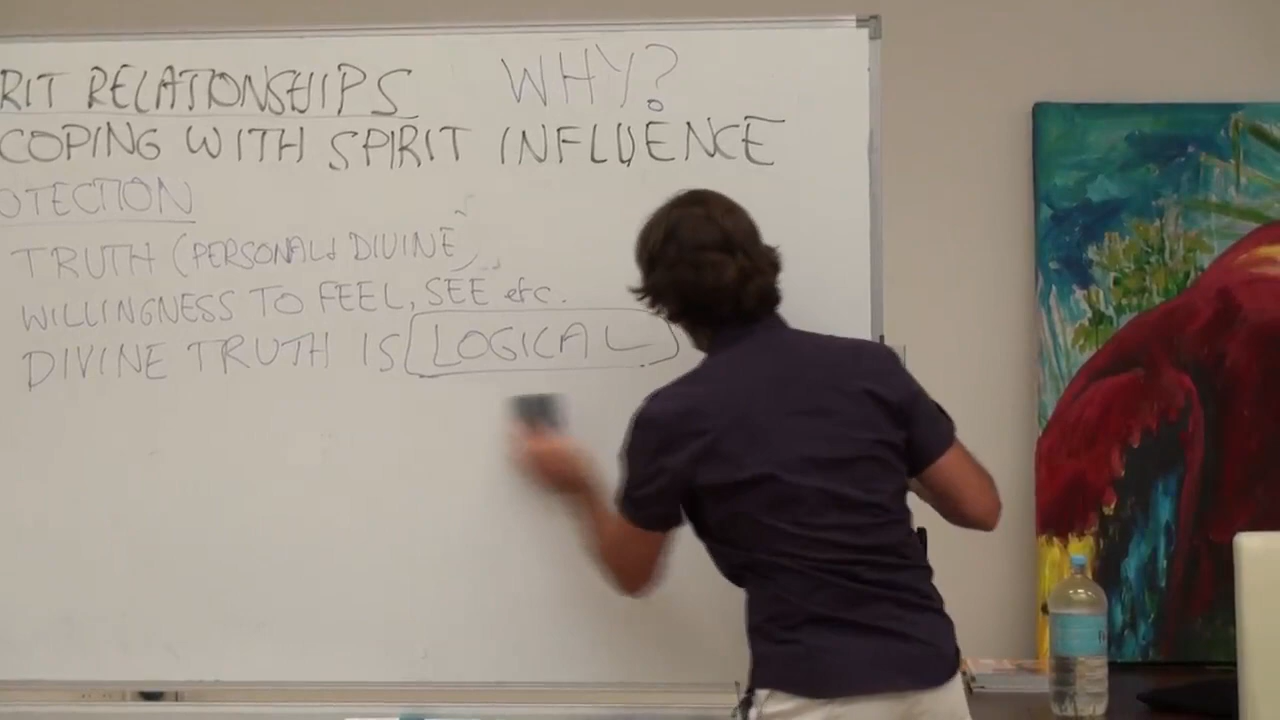 RIT RELATIONSHIPS WHY?
COPING WITH SPIRIT INFLUENCE
OTECTION
TRUTH (PERSONAL & DIVINE)
WILLINGNESS TO FEEL, SEE etc.
DIVINE TRUTH IS LOGICAL